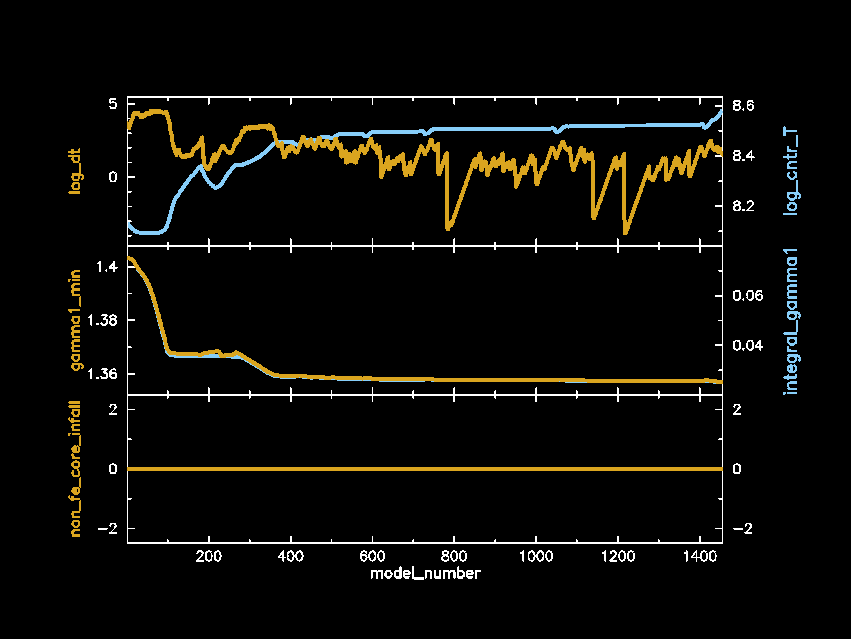 5
0
log_dt
8.6
8.4
8.2
log_cntr_T
1.4
1.38
1.36
gamma1_min
0.06
0.04
integral_gamma1
2
0
−2
non_fe_core_infall
2
0
−2
200 400 600 800 1000 1200 1400
model_number